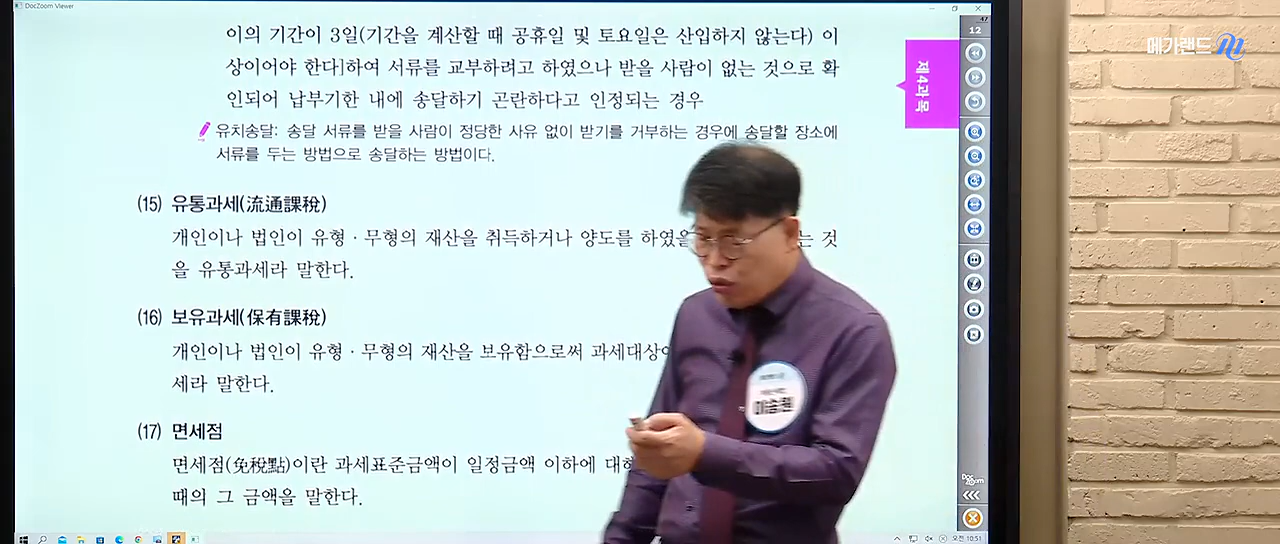 DocZoom Viewer
메가랜드
47
12
제4과목
이의 기간이 3일(기간을 계산할 때 공휴일 및 토요일은 산입하지 않는다) 이
상이어야 한다]하여 서류를 교부하려고 하였으나 받을 사람이 없는 것으로 확
인되어 납부기한 내에 송달하기 곤란하다고 인정되는 경우
유치송달: 송달 서류를 받을 사람이 정당한 사유 없이 받기를 거부하는 경우에 송달할 장소에
서류를 두는 방법으로 송달하는 방법이다.
(15) 유통과세(流通課稅)
개인이나 법인이 유형·무형의 재산을 취득하거나 양도를 하였을 는 것
을 유통과세라 말한다.
(16) 보유과세(保有課稅)
개인이나 법인이 유형·무형의 재산을 보유함으로써 과세대상이
세라 말한다.
(17) 면세점
면세점(免稅點)이란 과세표준금액이 일정금액 이하에 대하
때의 그 금액을 말한다.
DocZoom
오전 10:51